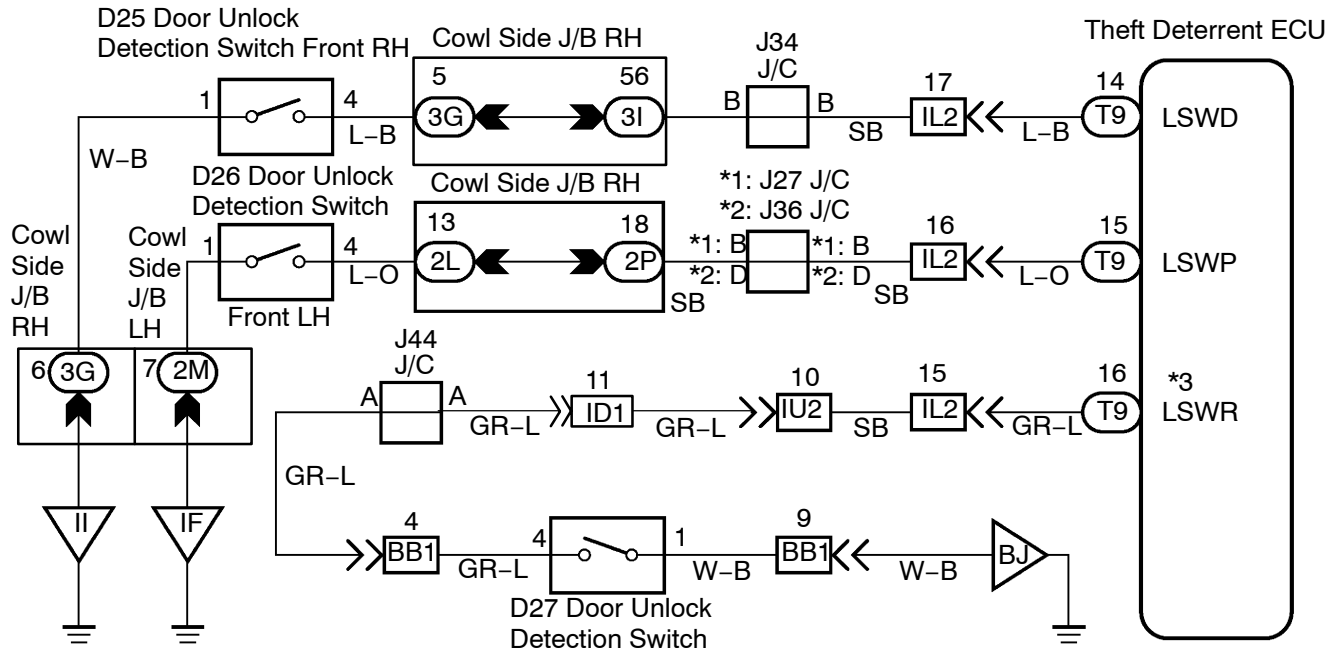 D25 Door Unlock
Detection Switch Front RH
Cowl Side J/B RH
J34
J/C
Theft Deterrent ECU
1
4
5
56
17
14
3G
3I
B
B
IL2
T9
LSWD
L–B
SB
L–B
W–B
D26 Door Unlock
Detection Switch
Cowl Side J/B RH
*1: J27 J/C
*2: J36 J/C
Cowl
Side
J/B
RH
Cowl
Side
J/B
LH
1
4
13
18
*1: B
*1: B
16
15
2L
2P
IL2
T9
LSWP
L–O
*2: D
*2: D
SB
SB
L–O
Front LH
J44
J/C
6
3G
7
2M
A
A
11
10
15
16
*3
ID1
IU2
IL2
T9
LSWR
GR–L
GR–L
SB
GR–L
GR–L
II
IF
4
BB1
4
1
9
BB1
BJ
GR–L
W–B
W–B
D27 Door Unlock
Detection Switch